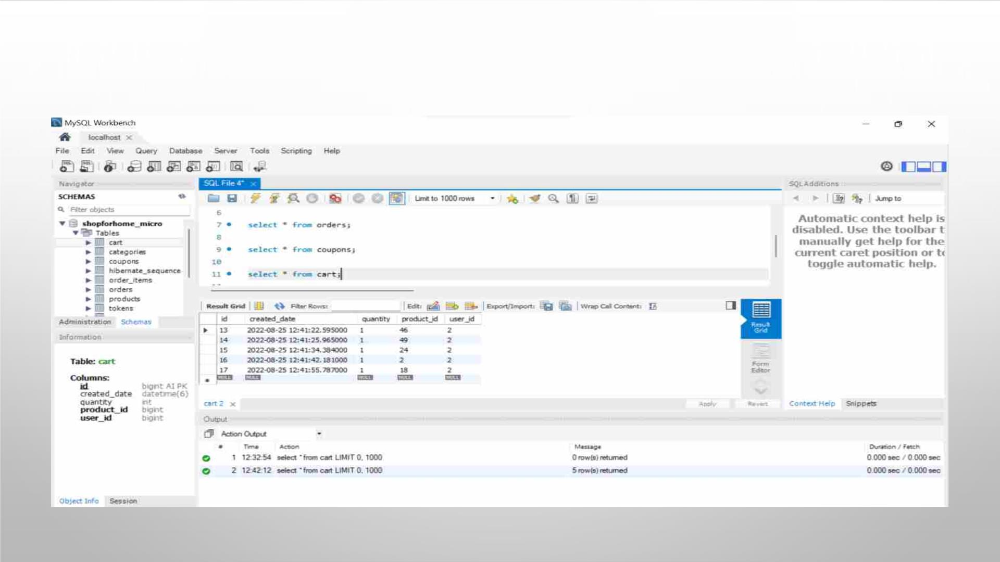 MySQL Workbench
localhost
File Edit View Query Database Server Tools Scripting Help
Navigator
SCHEMAS
Filter objects
shopforhome_micro
Tables
cart
categories
coupons
hibernate_sequence
order_items
orders
products
tokens
Administration Schemas
Information
Table: cart
Columns:
id bigint AI PK
created_date datetime(6)
quantity int
product_id bigint
user_id bigint
Object Info Session
SQL File 4*
Limit to 1000 rows
6
7 select * from orders;
8
9 select * from coupons;
10
11 select * from cart;
Result Grid Filter Rows: Edit: Export/Import: Wrap Cell Content:
id created_date quantity product_id user_id
13 2022-08-25 12:41:22.595000 1 46 2
14 2022-08-25 12:41:25.965000 1 49 2
15 2022-08-25 12:41:34.384000 1 24 2
16 2022-08-25 12:41:42.181000 1 2 2
17 2022-08-25 12:41:55.787000 1 18 2
NULL NULL NULL NULL NULL
Result
Grid
Form
Editor
cart 2 Apply Revert
Output
Action Output
# Time Action Message Duration / Fetch
1 12:32:54 select * from cart LIMIT 0, 1000 0 row(s) returned 0.000 sec / 0.000 sec
2 12:42:12 select * from cart LIMIT 0, 1000 5 row(s) returned 0.000 sec / 0.000 sec
SQLAdditions
Jump to
Automatic context help is
disabled. Use the toolbar t
manually get help for the
current caret position or to
toggle automatic help.
Context Help Snippets